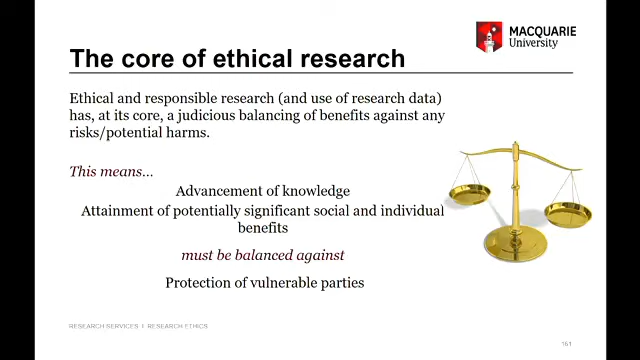 MACQUARIE
University
The core of ethical research
Ethical and responsible research (and use of research data)
has, at its core, a judicious balancing of benefits against any
risks/potential harms.
This means...
Advancement of knowledge
Attainment of potentially significant social and individual
benefits
must be balanced against
Protection of vulnerable parties
RESEARCH SERVICES I RESEARCH ETHICS
161